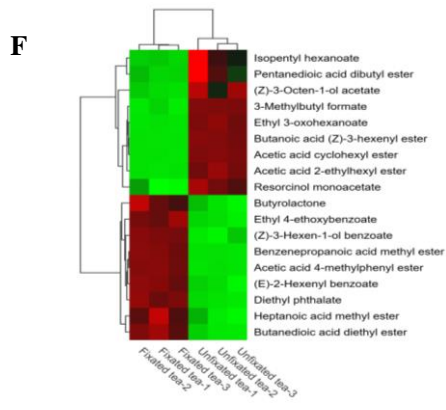 F
Isopentyl hexanoate
Pentanedioic acid dibutyl ester
(Z)-3-Octen-1-ol acetate
3-Methylbutyl formate
Ethyl 3-oxohexanoate
Butanoic acid (Z)-3-hexenyl ester
Acetic acid cyclohexyl ester
Acetic acid 2-ethylhexyl ester
Resorcinol monoacetate
Butyrolactone
Ethyl 4-ethoxybenzoate
(Z)-3-Hexen-1-ol benzoate
Benzenepropanoic acid methyl ester
Acetic acid 4-methylphenyl ester
(E)-2-Hexenyl benzoate
Diethyl phthalate
Heptanoic acid methyl ester
Butanedioic acid diethyl ester
Fixated tea-2
Fixated tea-1
Fixated tea-3
Unfixated tea-1
Unfixated tea-2
Unfixated tea-3